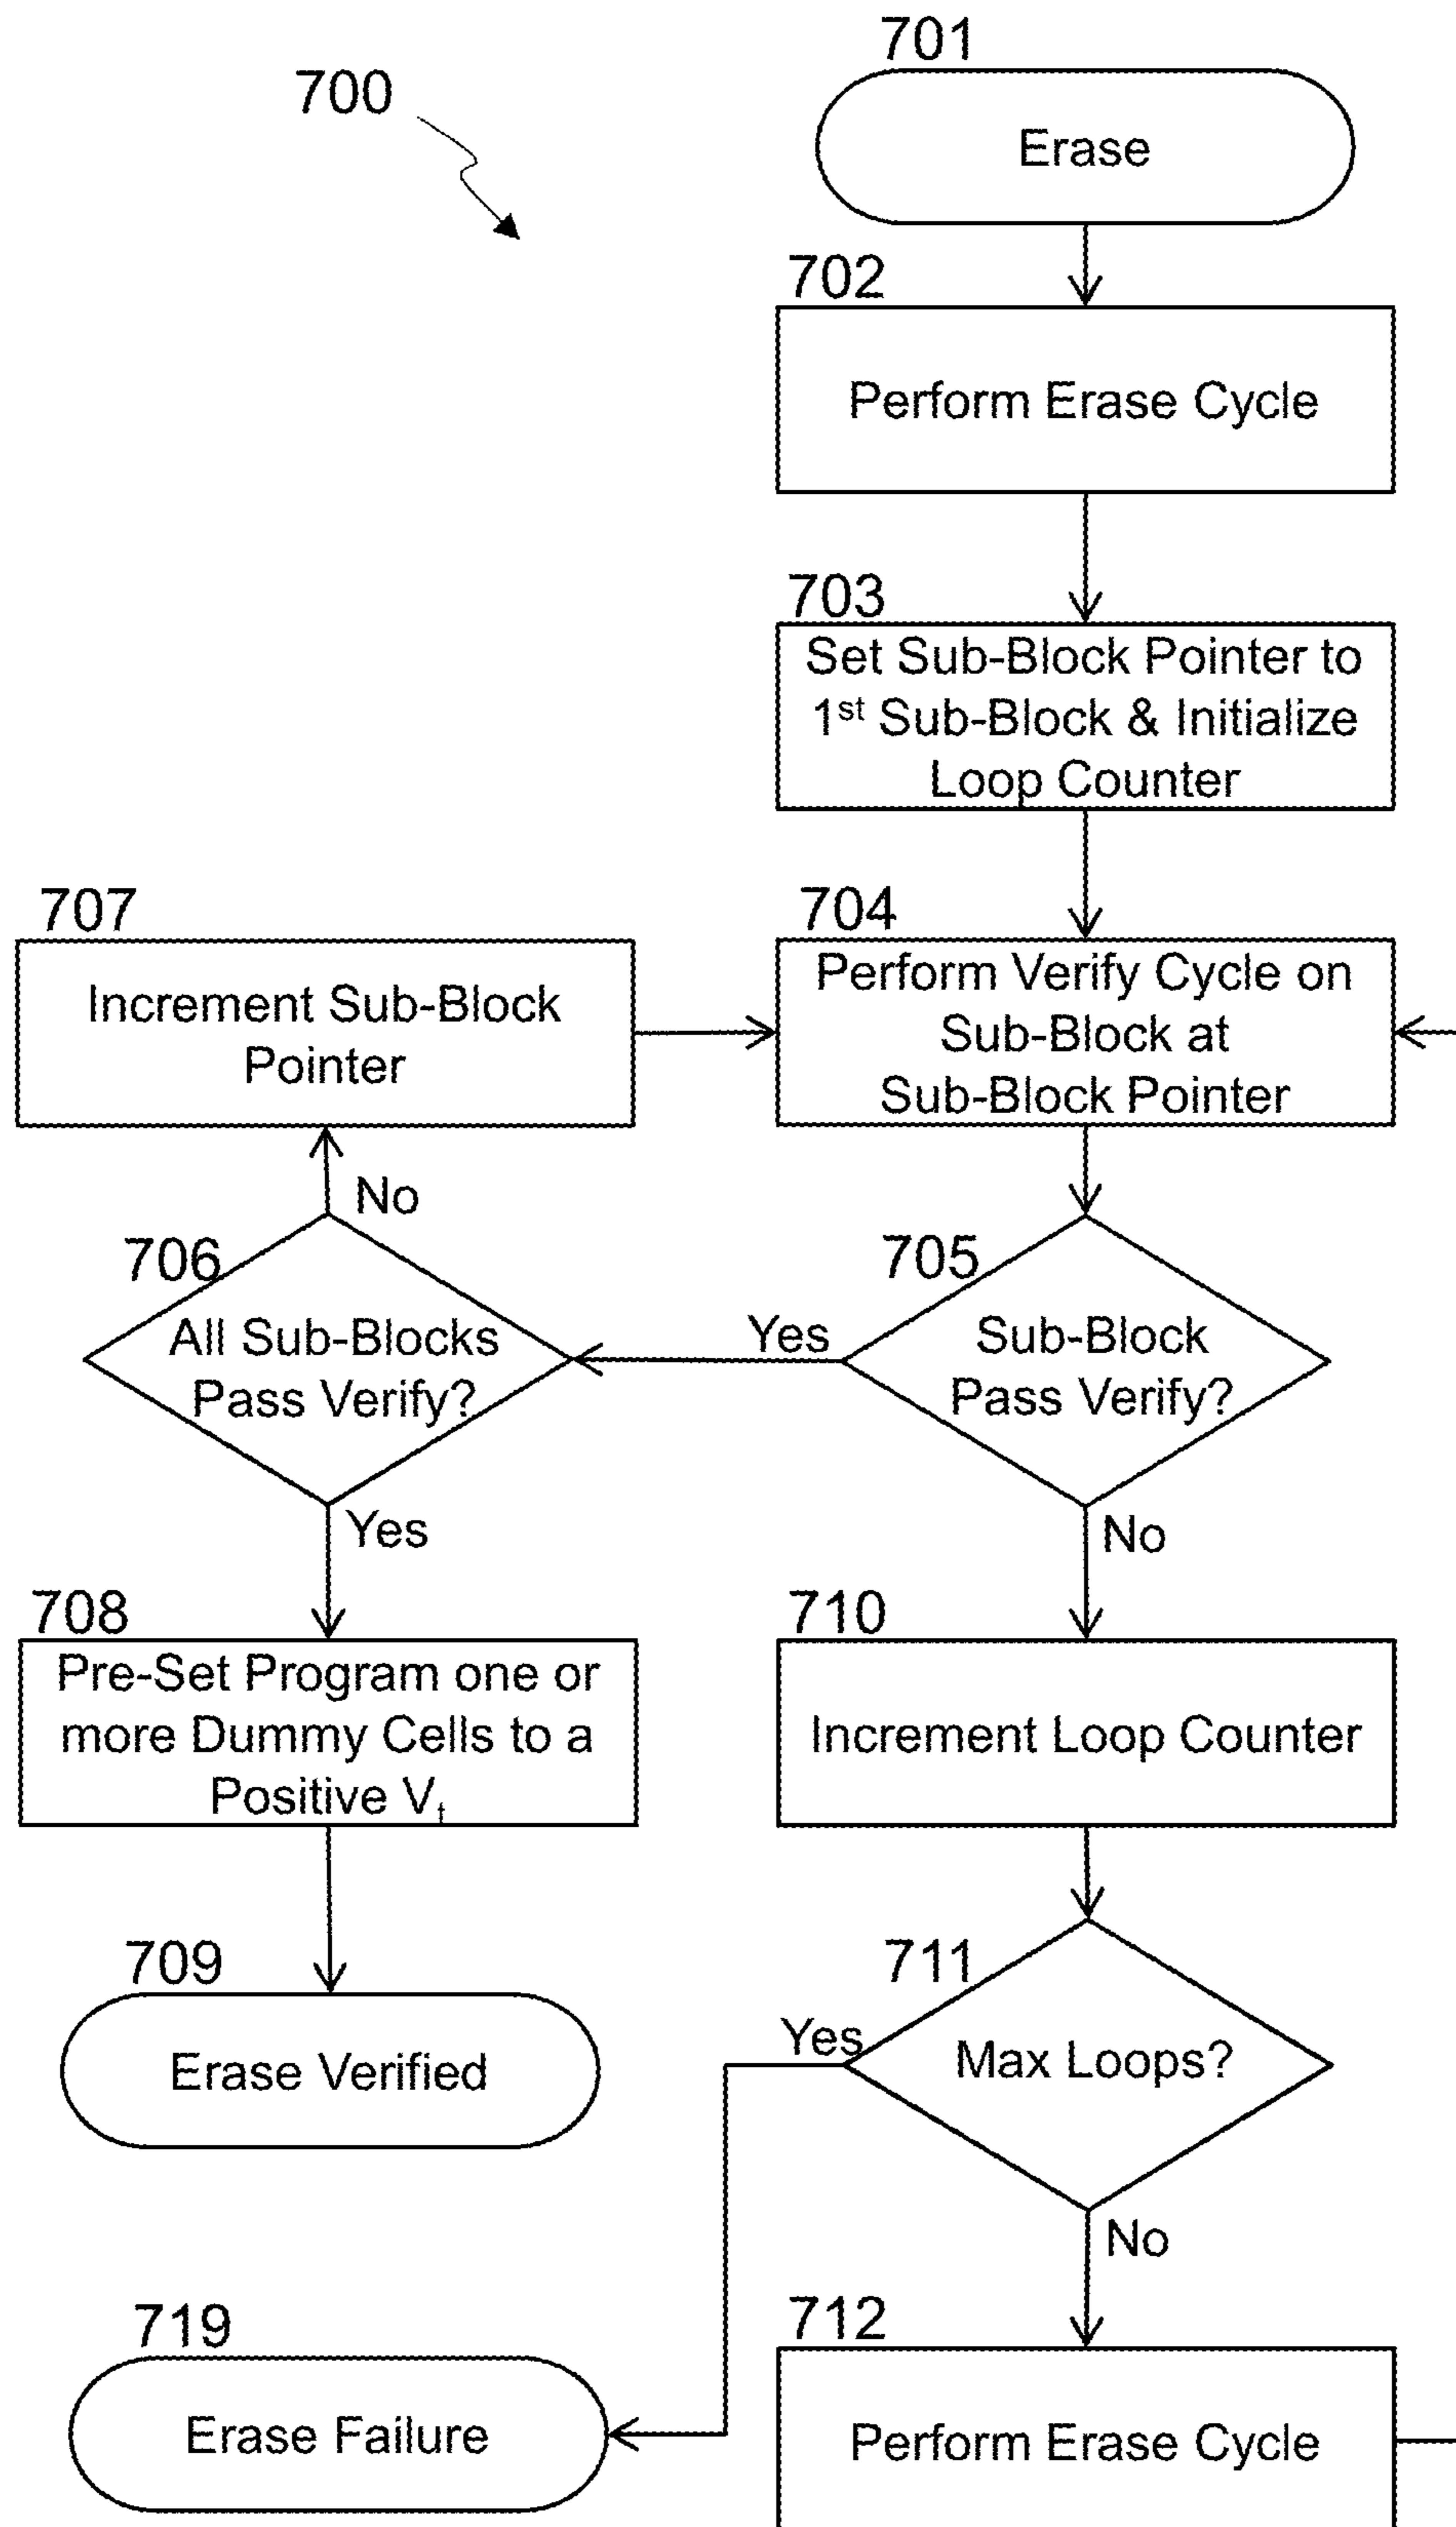 700
701
Erase
702
Perform Erase Cycle
703
Set Sub-Block Pointer to
1st Sub-Block & Initialize
Loop Counter
707
Increment Sub-Block
Pointer
704
Perform Verify Cycle on
Sub-Block at
Sub-Block Pointer
No
706
All Sub-Blocks
Pass Verify?
Yes
705
Sub-Block
Pass Verify?
Yes
No
708
Pre-Set Program one or
more Dummy Cells to a
Positive Vt
710
Increment Loop Counter
709
Erase Verified
711
Yes
Max Loops?
No
719
Erase Failure
712
Perform Erase Cycle